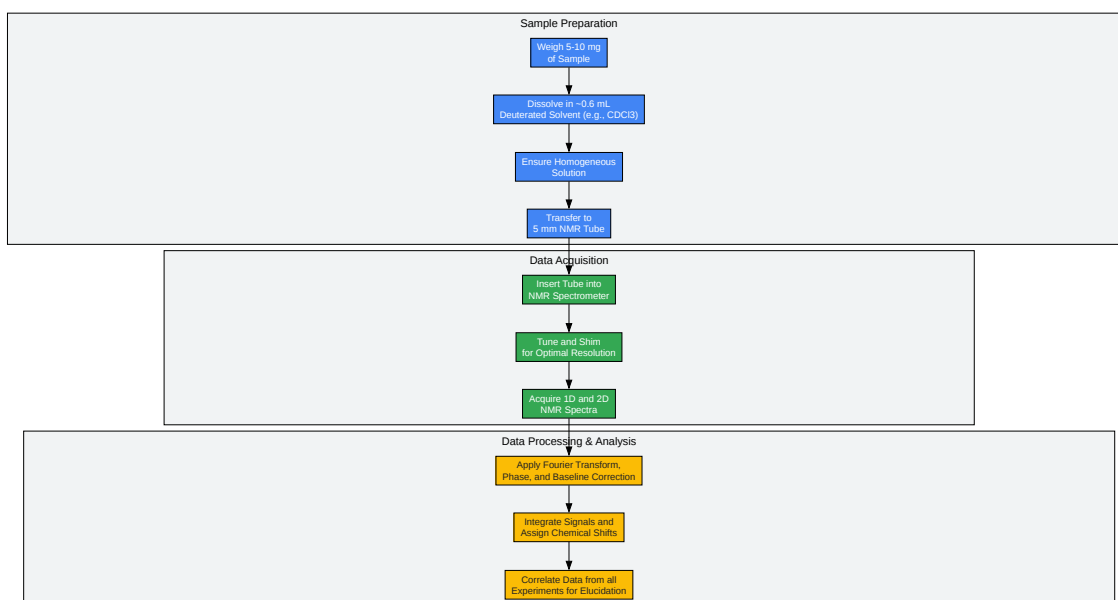 Sample Preparation
Weigh 5-10 mg
of Sample
Dissolve in ~0.6 mL
Deuterated Solvent (e.g., CDCl3)
Ensure Homogeneous
Solution
Transfer to
5 mm NMR Tube
Data Acquisition
Insert Tube into
NMR Spectrometer
Tune and Shim
for Optimal Resolution
Acquire 1D and 2D
NMR Spectra
Data Processing & Analysis
Apply Fourier Transform,
Phase, and Baseline Correction
Integrate Signals and
Assign Chemical Shifts
Correlate Data from all
Experiments for Elucidation